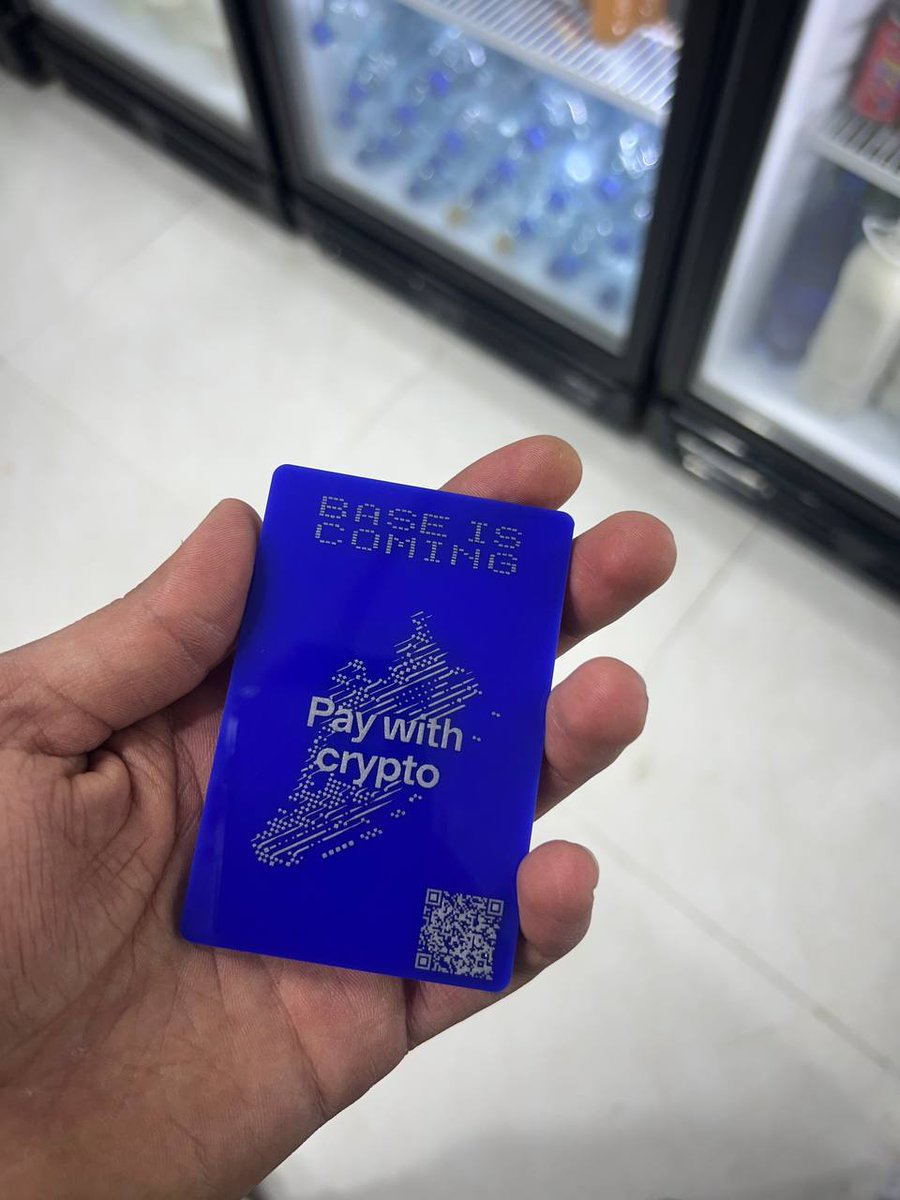 BASE IS
COMING
Pay with
crypto